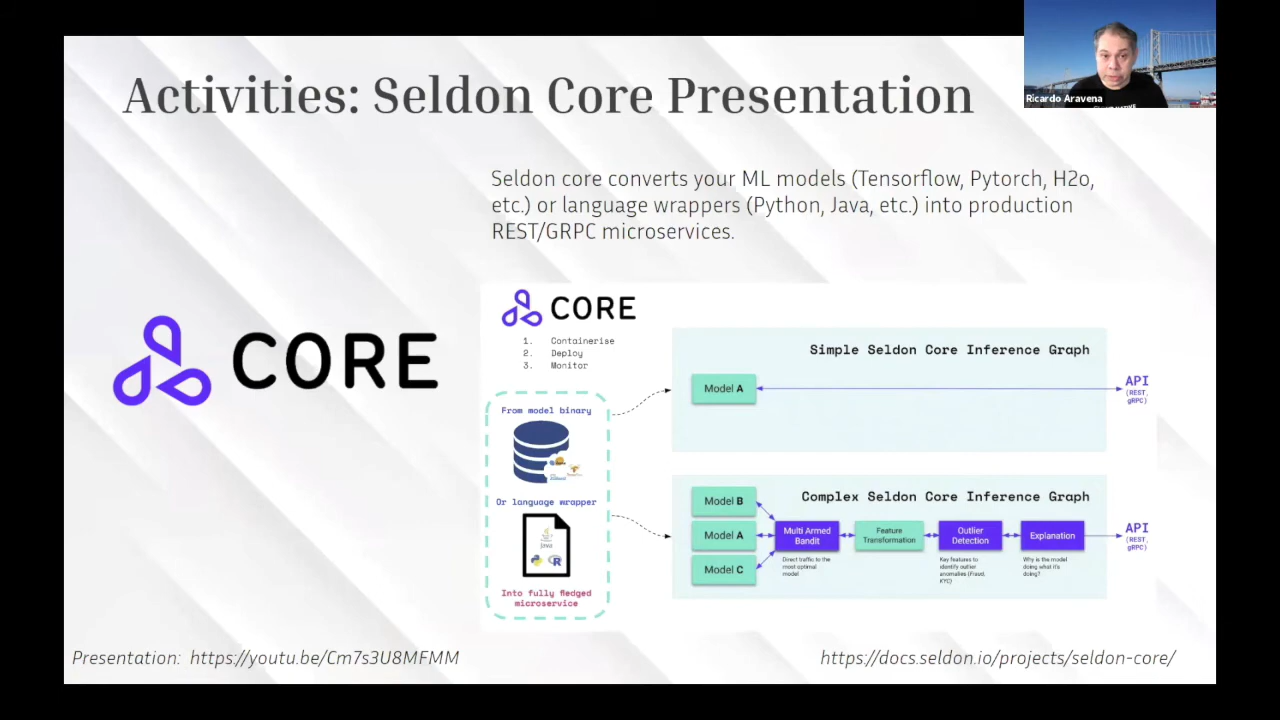 Activities: Seldon Core Presentation
Ricardo Aravena
Seldon core converts your ML models (Tensorflow, Pytorch, H2o,
etc.) or language wrappers (Python, Java, etc.) into production
REST/GRPC microservices.
CORE
CORE
1. Containerise
2. Deploy
3. Monitor
From model binary
Or language wrapper
Java
R
Into fully fledged
microservice
Simple Seldon Core Inference Graph
Model A
API
(REST,
gRPC)
Complex Seldon Core Inference Graph
Model B
Model A
Model C
Multi Armed
Bandit
Direct traffic to the
most optimal
model
Feature
Transformation
Outlier
Detection
Key features to
identify outlier
anomalies (Fraud,
KYC)
Explanation
Why is the model
doing what it's
doing?
API
(REST,
gRPC)
Presentation: https://youtu.be/Cm7s3U8MFMM
https://docs.seldon.io/projects/seldon-core/